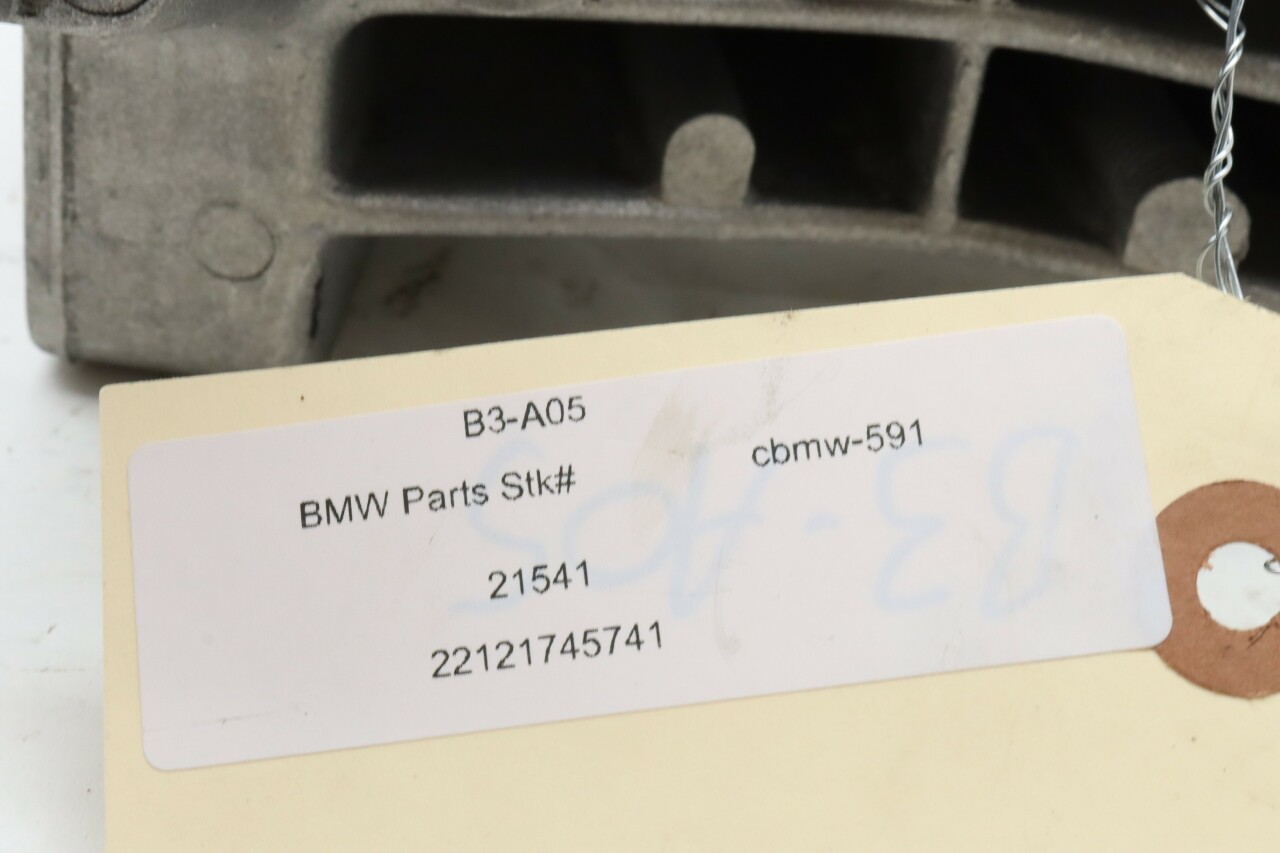 B3-A05
BMW Parts Stk# cbmw-591
21541
22121745741
B3-A05